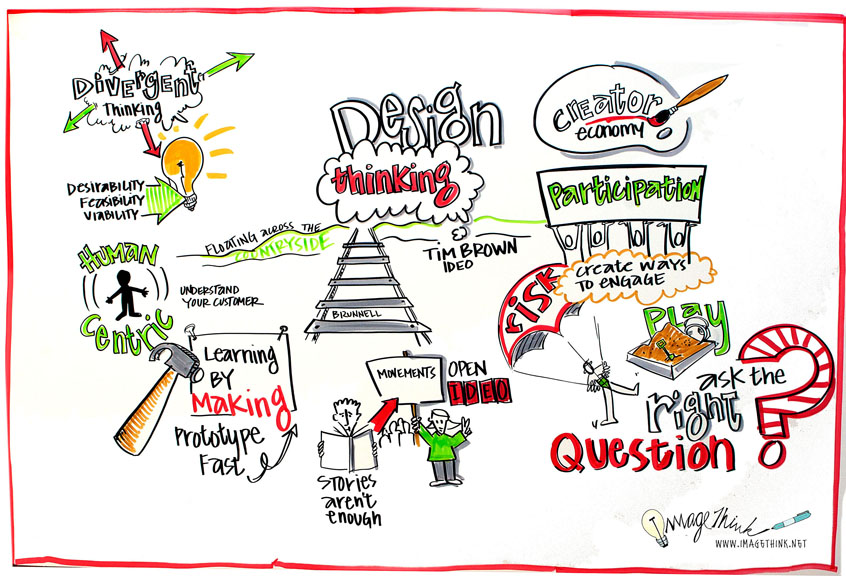 Divergent
Thinking
Desirability
Feasibility
Viability
Human
Centric
UNDERSTAND
YOUR CUSTOMER
Learning
BY
Making
Prototype
Fast
Design
thinking
FLOATING ACROSS THE
COUNTRYSIDE
& 
TIM BROWN
IDEO
BRUNNELL
MOVEMENTS
OPEN
IDEO
STORIES
aren't
enough
creator
economy
Participation
create ways
TO ENGAGE
risk
PLAY
ask the
right
Question
?
ImageThink
WWW.IMAGETHINK.NET